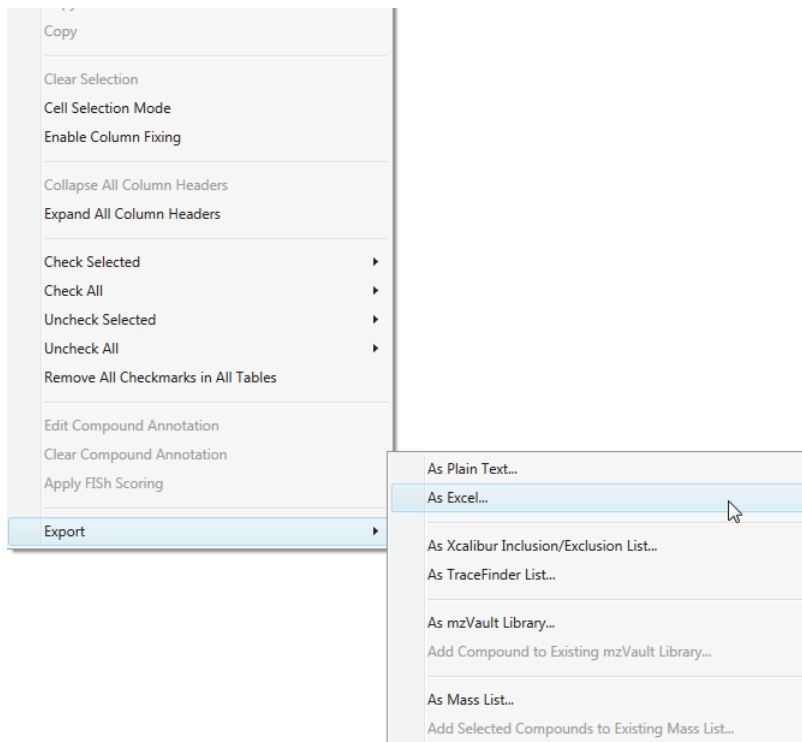 Copy
Clear Selection
Cell Selection Mode
Enable Column Fixing
Collapse All Column Headers
Expand All Column Headers
Check Selected
Check All
Uncheck Selected
Uncheck All
Remove All Checkmarks in All Tables
Edit Compound Annotation
Clear Compound Annotation
Apply FISh Scoring
Export
As Plain Text...
As Excel...
As Xcalibur Inclusion/Exclusion List...
As TraceFinder List...
As mzVault Library...
Add Compound to Existing mzVault Library...
As Mass List...
Add Selected Compounds to Existing Mass List...